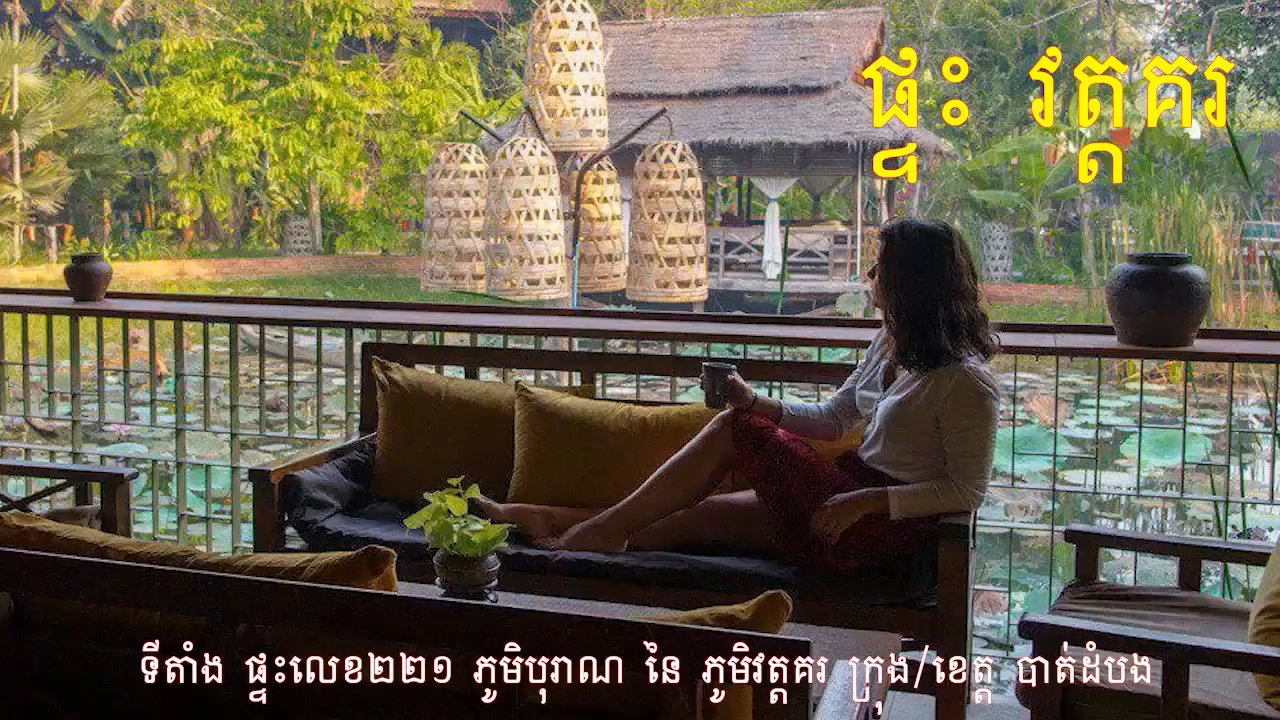 ផ្ទះ វត្តគរ
ទីតាំង ផ្ទះលេខ២២១ ភូមិបុរាណ នៃ ភូមិវត្តគរ ក្រុង/ខេត្ត បាត់ដំបង